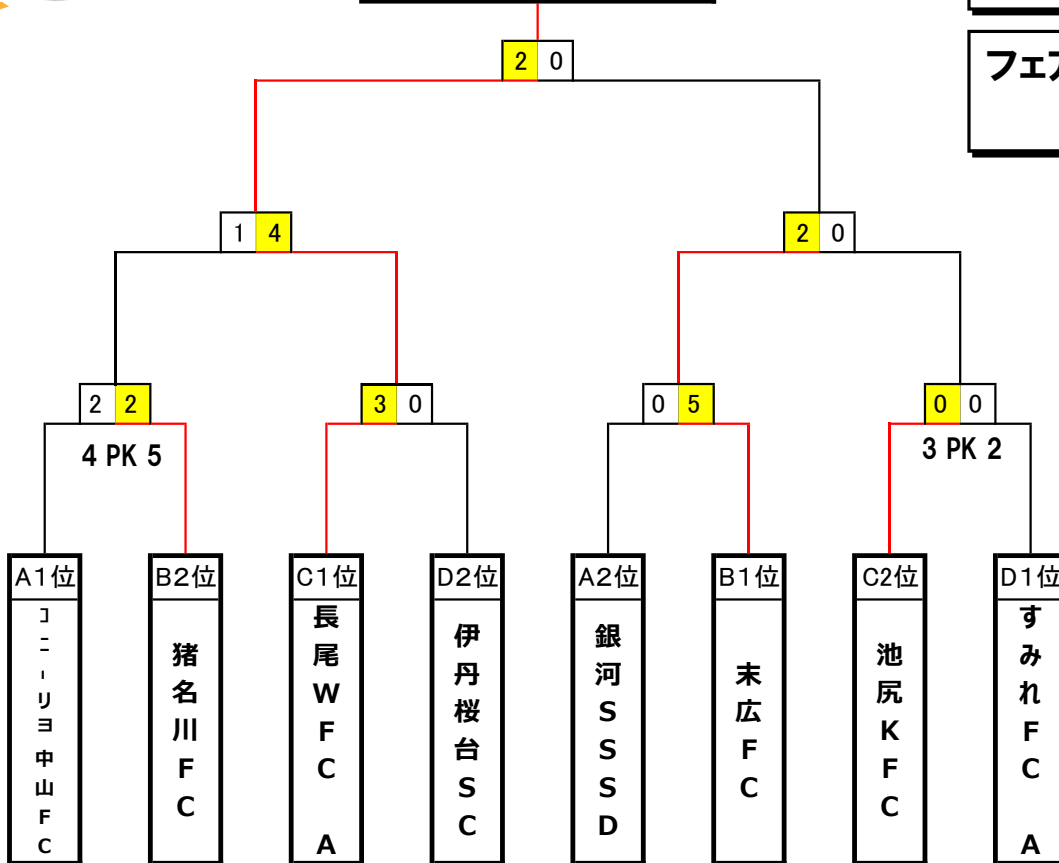 2 0
フェア
1 4
2 0
2 2
3 0
0 5
0 0
4 PK 5
3 PK 2
A1位
B2位
C1位
D2位
A2位
B1位
C2位
D1位
コニーリョ中山FC
猪名川FC
長尾WFC A
伊丹桜台SC
銀河SSSD
末広FC
池尻KFC
すみれFC A